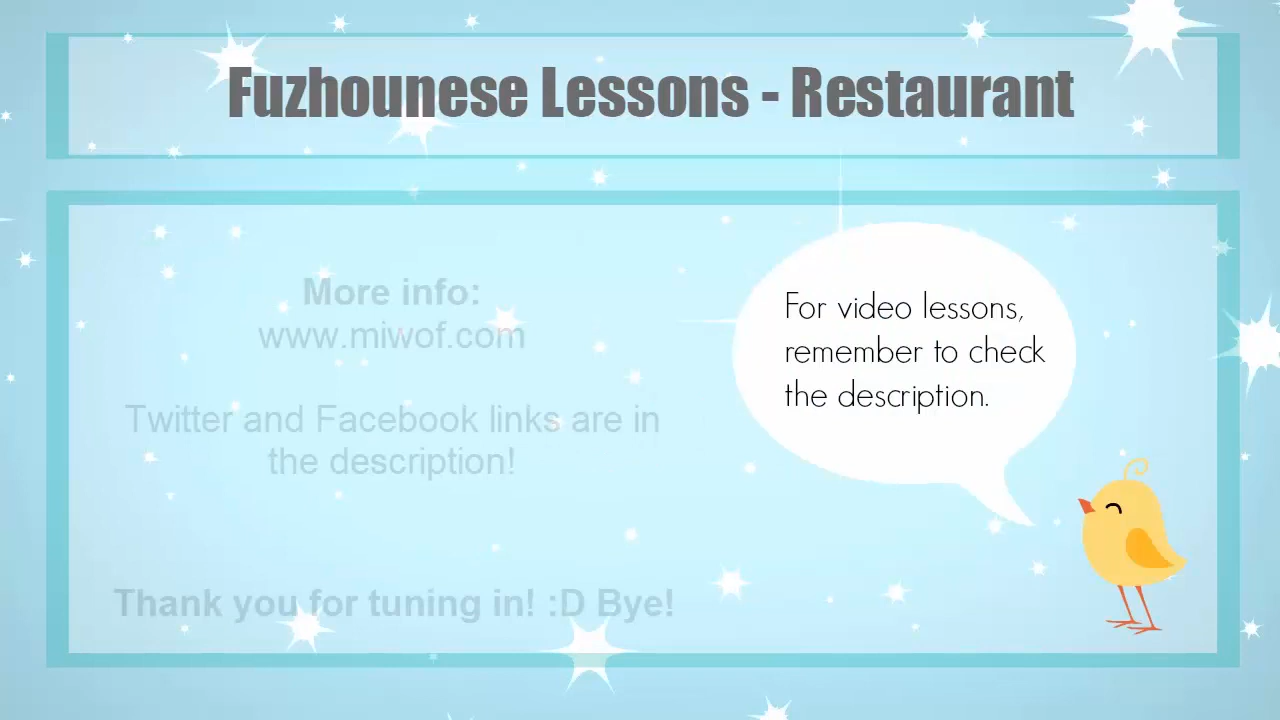 Fuzhounese Lessons - Restaurant
More info:
www.miwof.com
Twitter and Facebook links are in
the description!
Thank you for tuning in! :D Bye!
For video lessons,
remember to check
the description.